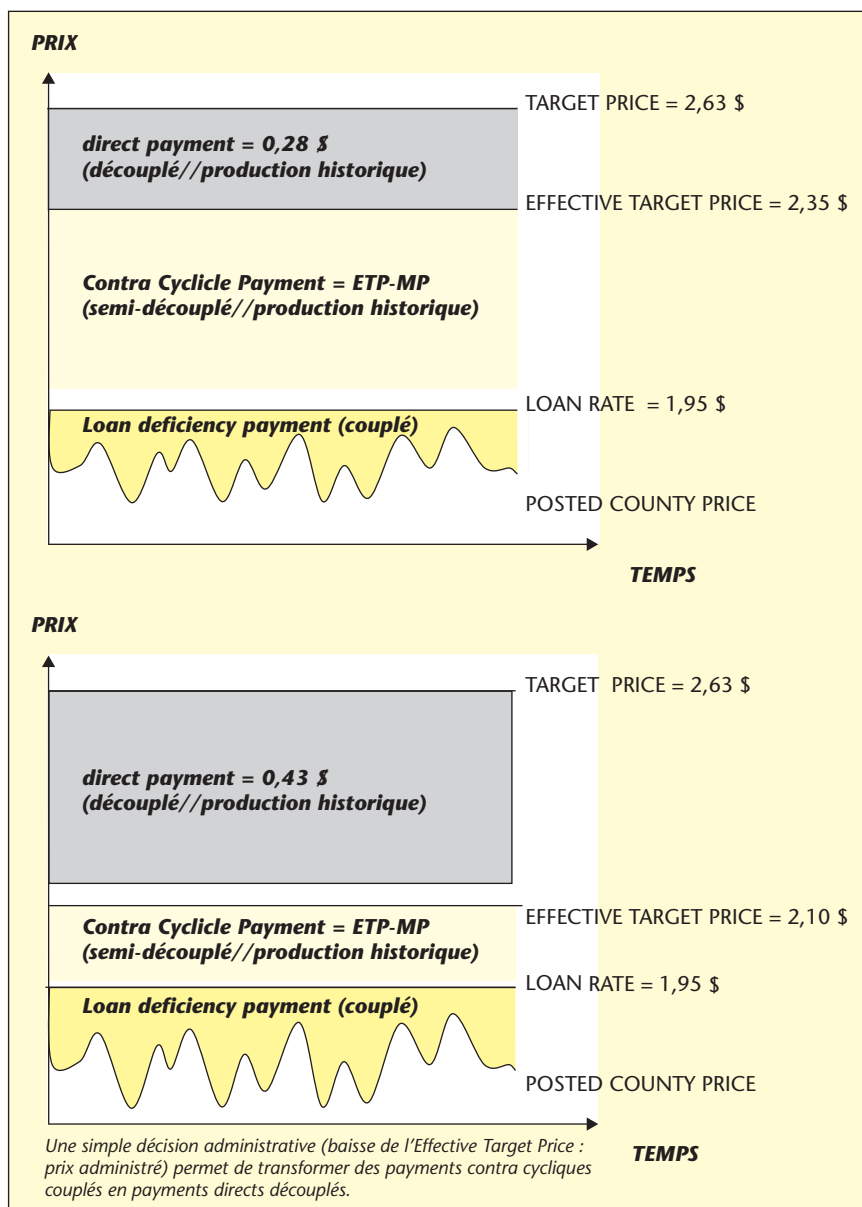 PRIX
TARGET PRICE = 2,63 $
direct payment = 0,28 $
(découplé//production historique)
EFFECTIVE TARGET PRICE = 2,35 $
Contra Cyclicle Payment = ETP-MP
(semi-découplé//production historique)
LOAN RATE = 1,95 $
Loan deficiency payment (couplé)
POSTED COUNTY PRICE
TEMPS
PRIX
TARGET PRICE = 2,63 $
direct payment = 0,43 $
(découplé//production historique)
EFFECTIVE TARGET PRICE = 2,10 $
Contra Cyclicle Payment = ETP-MP
(semi-découplé//production historique)
LOAN RATE = 1,95 $
Loan deficiency payment (couplé)
POSTED COUNTY PRICE
TEMPS
Une simple décision administrative (baisse de l'Effective Target Price :
prix administré) permet de transformer des payments contra cycliques
couplés en payments directs découplés.